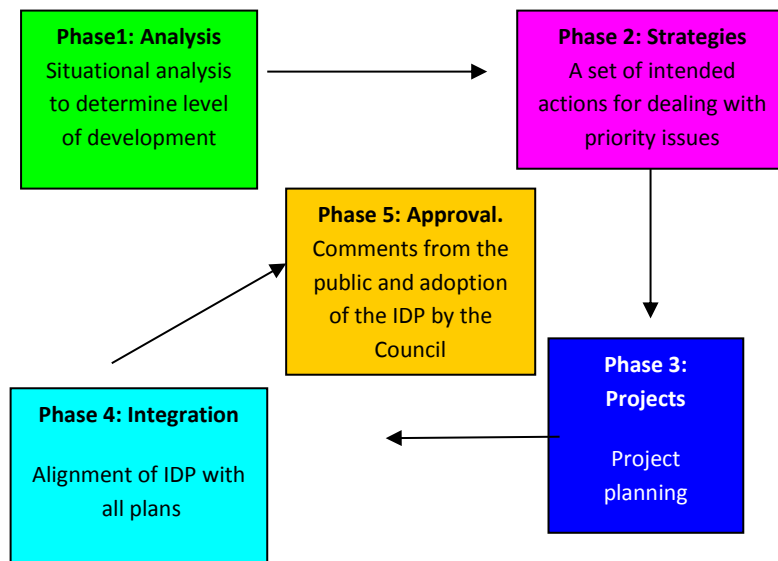 Phase1: Analysis
Situational analysis
to determine level
of development
Phase 2: Strategies
A set of intended
actions for dealing with
priority issues
Phase 3:
Projects
Project
planning
Phase 4: Integration
Alignment of IDP with
all plans
Phase 5: Approval.
Comments from the
public and adoption
of the IDP by the
Council